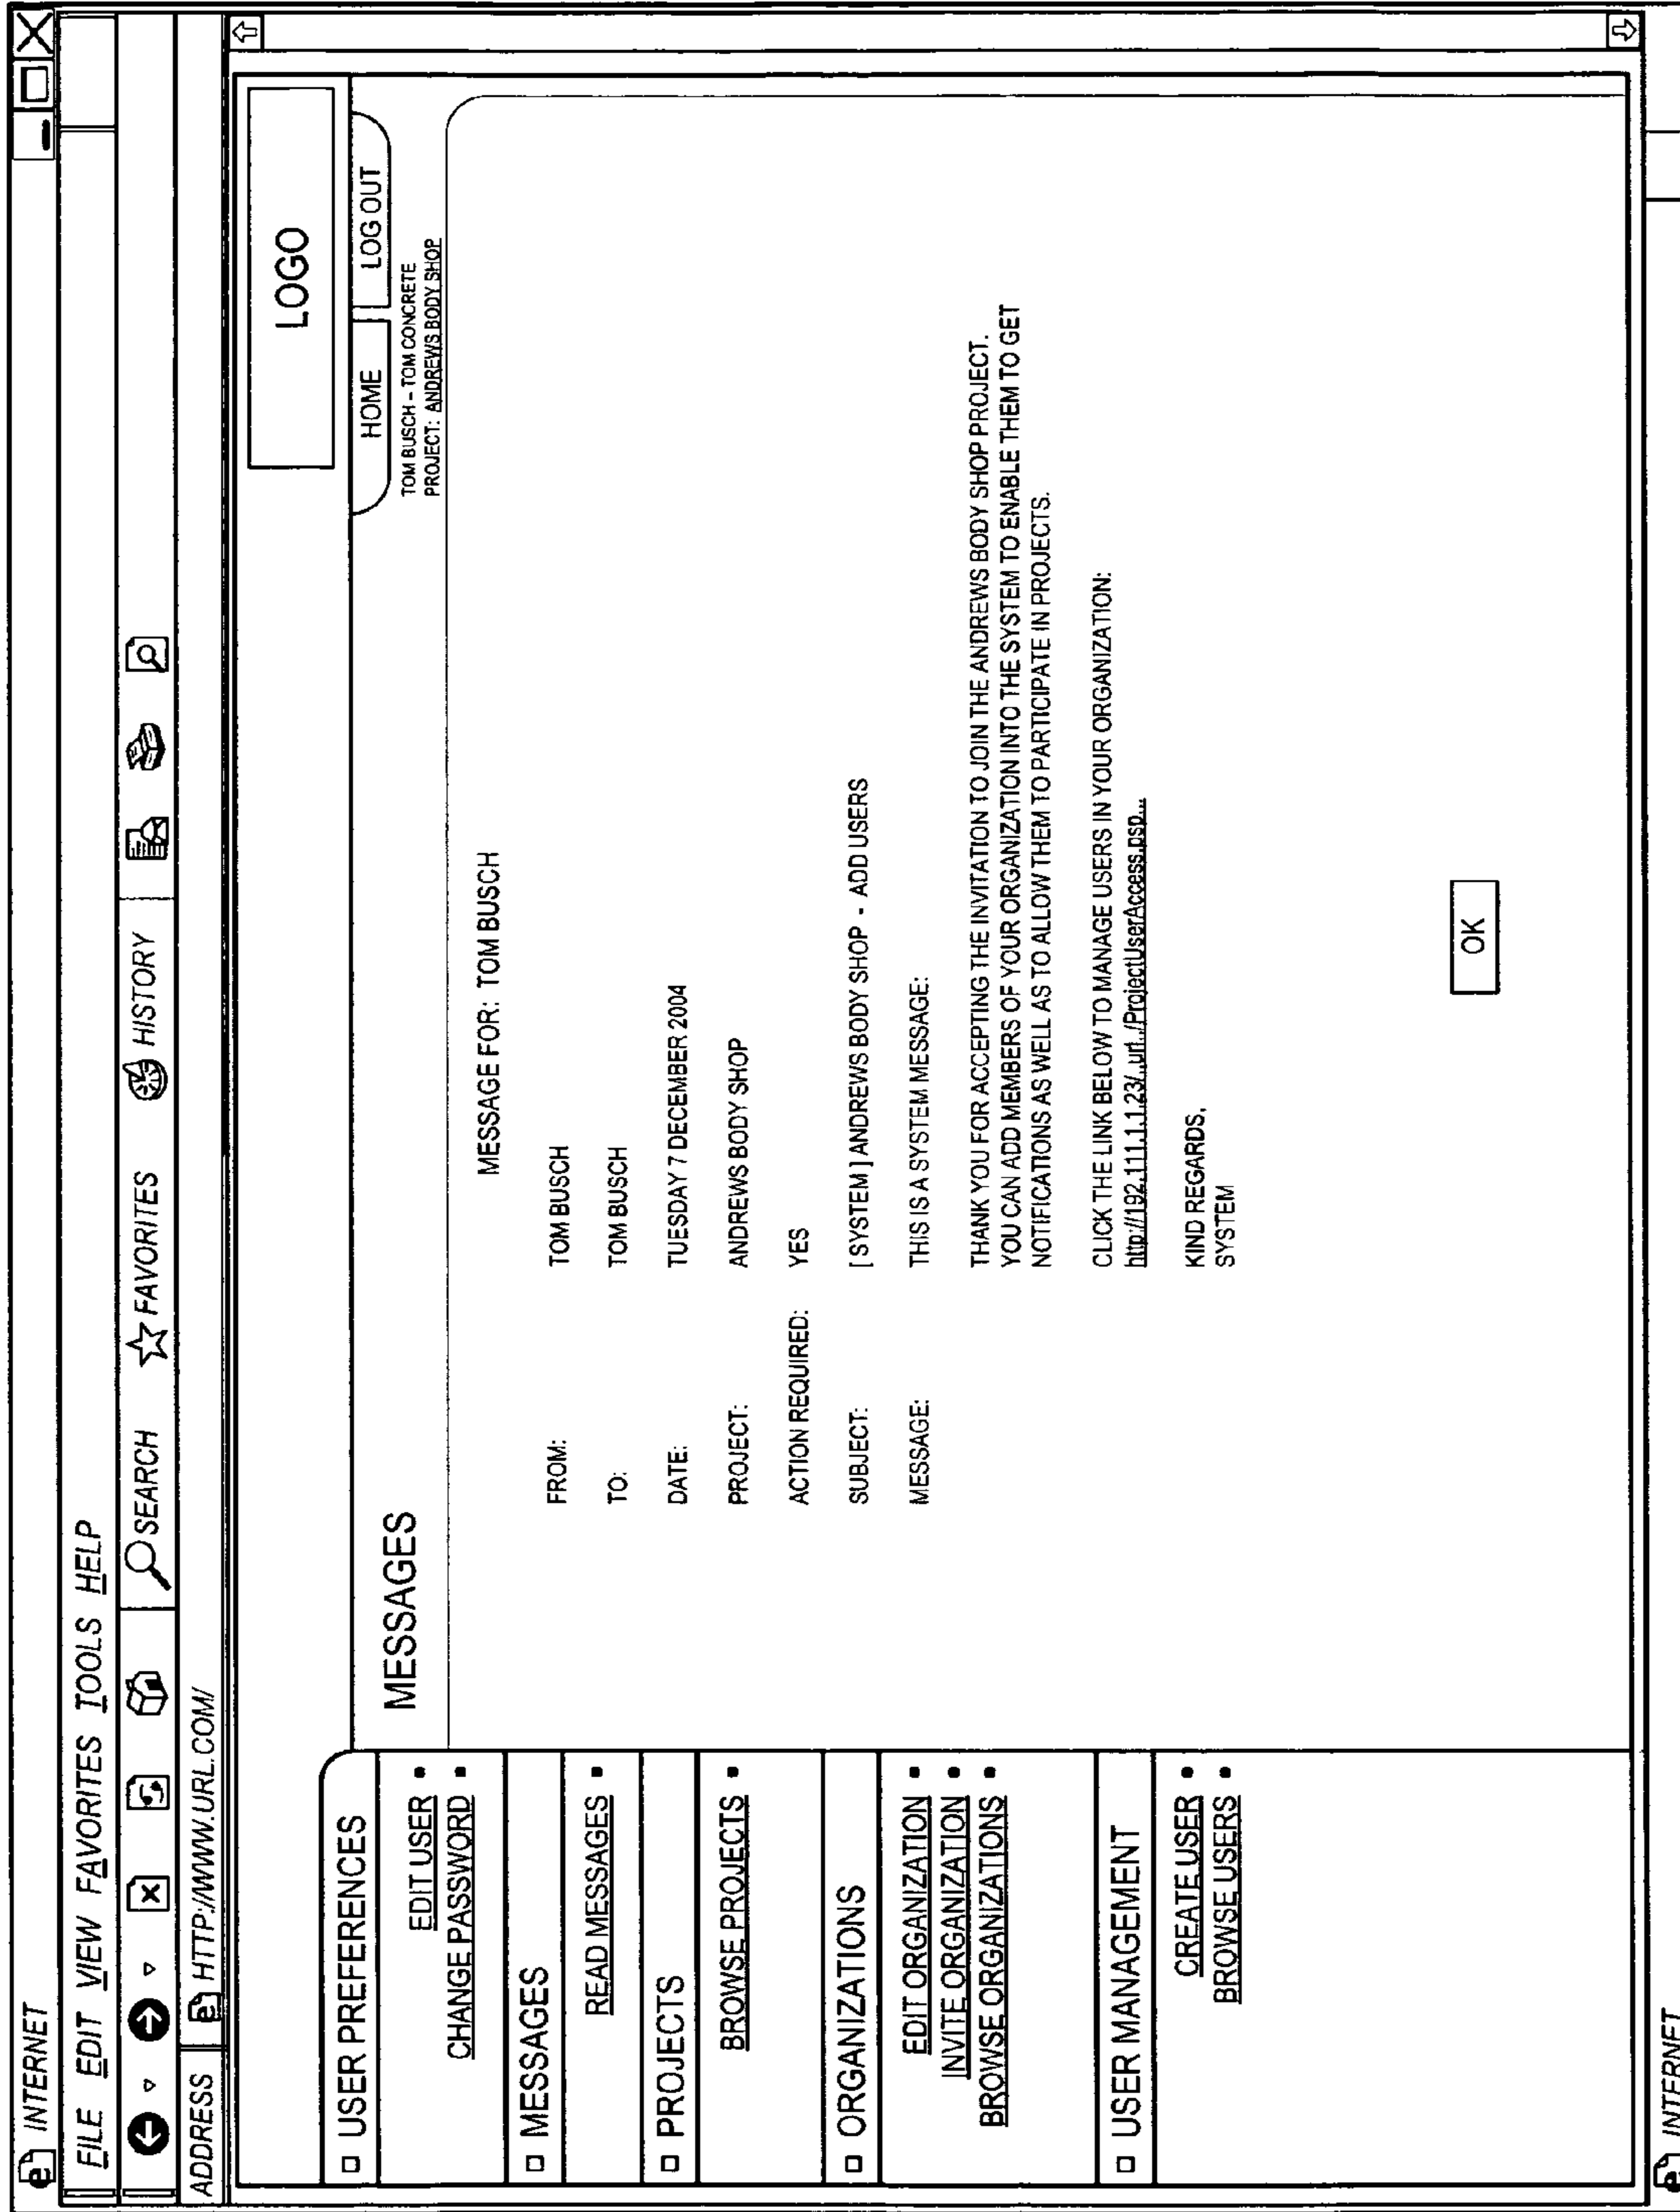 INTERNET
FILE EDIT VIEW FAVORITES TOOLS HELP
SEARCH FAVORITES HISTORY
ADDRESS HTTP://WWW.URL.COM/
LOGO
HOME LOG OUT
TOM BUSCH – TOM CONCRETE
PROJECT: ANDREWS BODY SHOP
USER PREFERENCES
EDIT USER
CHANGE PASSWORD
MESSAGES
READ MESSAGES
PROJECTS
BROWSE PROJECTS
ORGANIZATIONS
EDIT ORGANIZATION
INVITE ORGANIZATION
BROWSE ORGANIZATIONS
USER MANAGEMENT
CREATE USER
BROWSE USERS
MESSAGES
MESSAGE FOR: TOM BUSCH
FROM: TOM BUSCH
TO: TOM BUSCH
DATE: TUESDAY 7 DECEMBER 2004
PROJECT: ANDREWS BODY SHOP
ACTION REQUIRED: YES
SUBJECT: [ SYSTEM ] ANDREWS BODY SHOP - ADD USERS
MESSAGE: THIS IS A SYSTEM MESSAGE:
THANK YOU FOR ACCEPTING THE INVITATION TO JOIN THE ANDREWS BODY SHOP PROJECT.
YOU CAN ADD MEMBERS OF YOUR ORGANIZATION INTO THE SYSTEM TO ENABLE THEM TO GET
NOTIFICATIONS AS WELL AS TO ALLOW THEM TO PARTICIPATE IN PROJECTS.
CLICK THE LINK BELOW TO MANAGE USERS IN YOUR ORGANIZATION:
http://192.111.1.1.23/..url../ProjectUserAccess.psp...
KIND REGARDS,
SYSTEM
OK
INTERNET